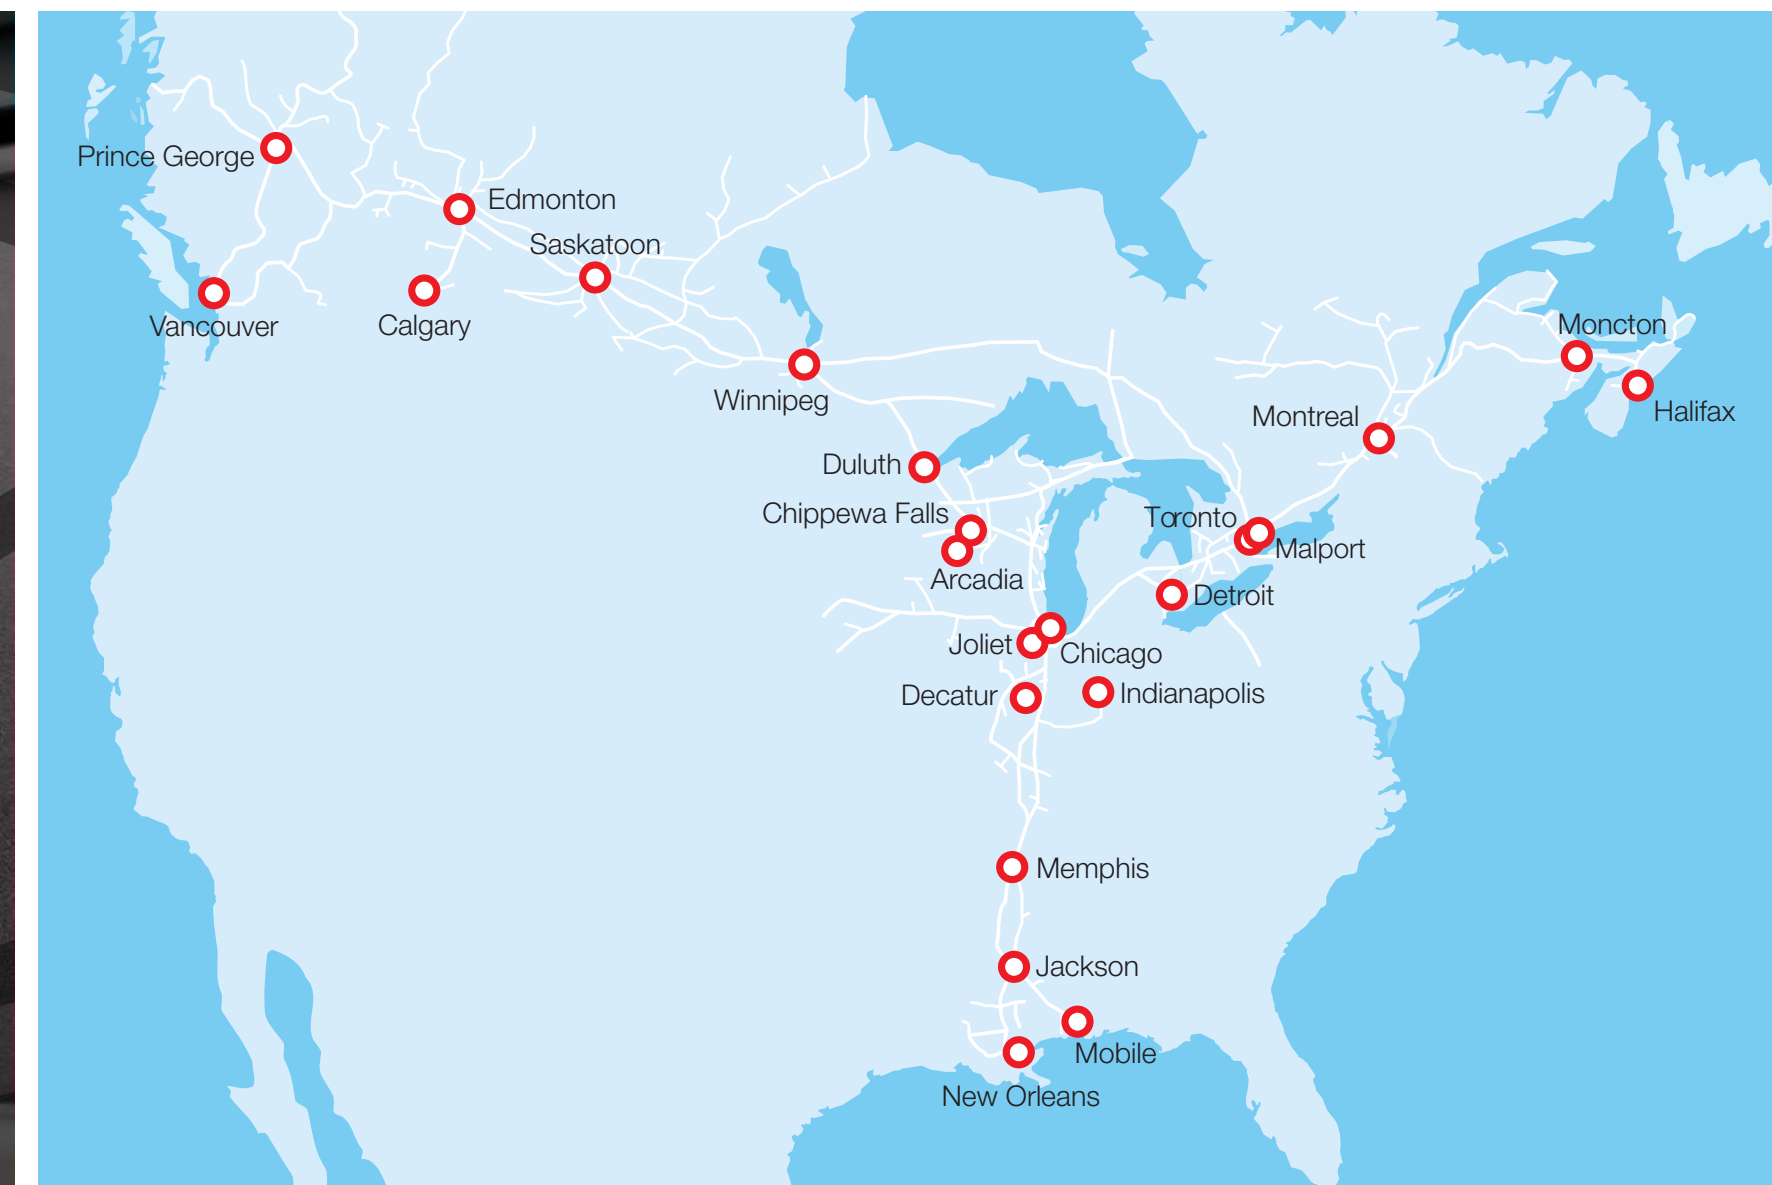 Prince George
Edmonton
Saskatoon
Vancouver
Calgary
Moncton
Winnipeg
Halifax
Montreal
Duluth
Chippewa Falls
Toronto
Malport
Arcadia
Detroit
Joliet
Chicago
Decatur
Indianapolis
Memphis
Jackson
Mobile
New Orleans